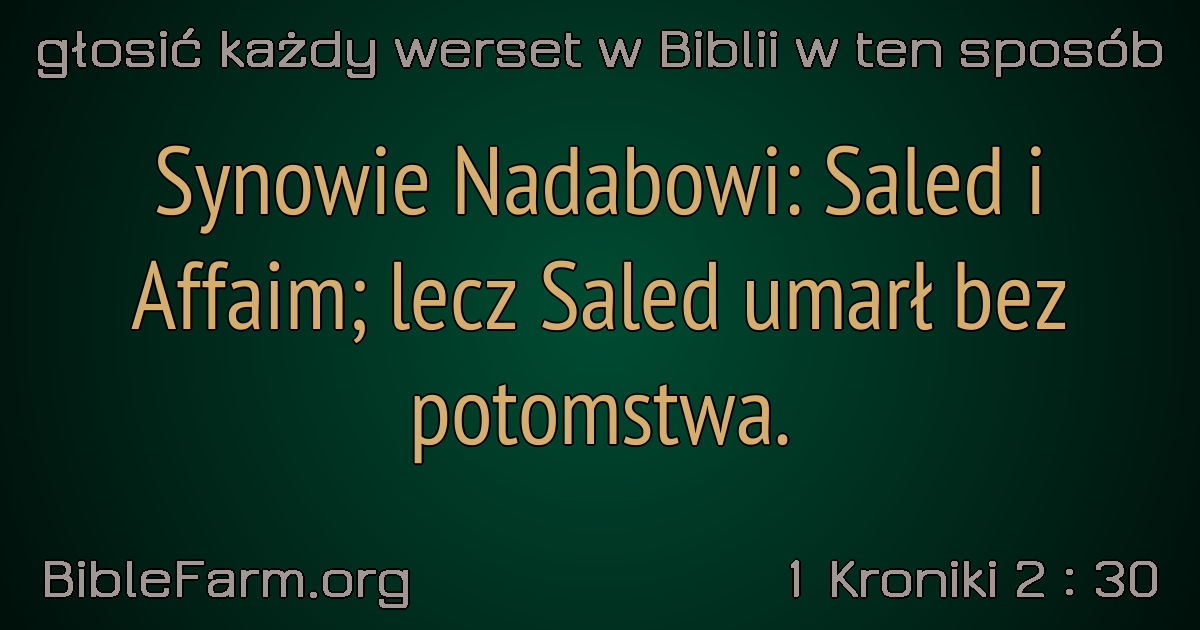 głosić każdy werset w Biblii w ten sposób
Synowie Nadabowi: Saled i
Affaim; lecz Saled umarł bez
potomstwa.
BibleFarm.org
1 Kroniki 2 : 30